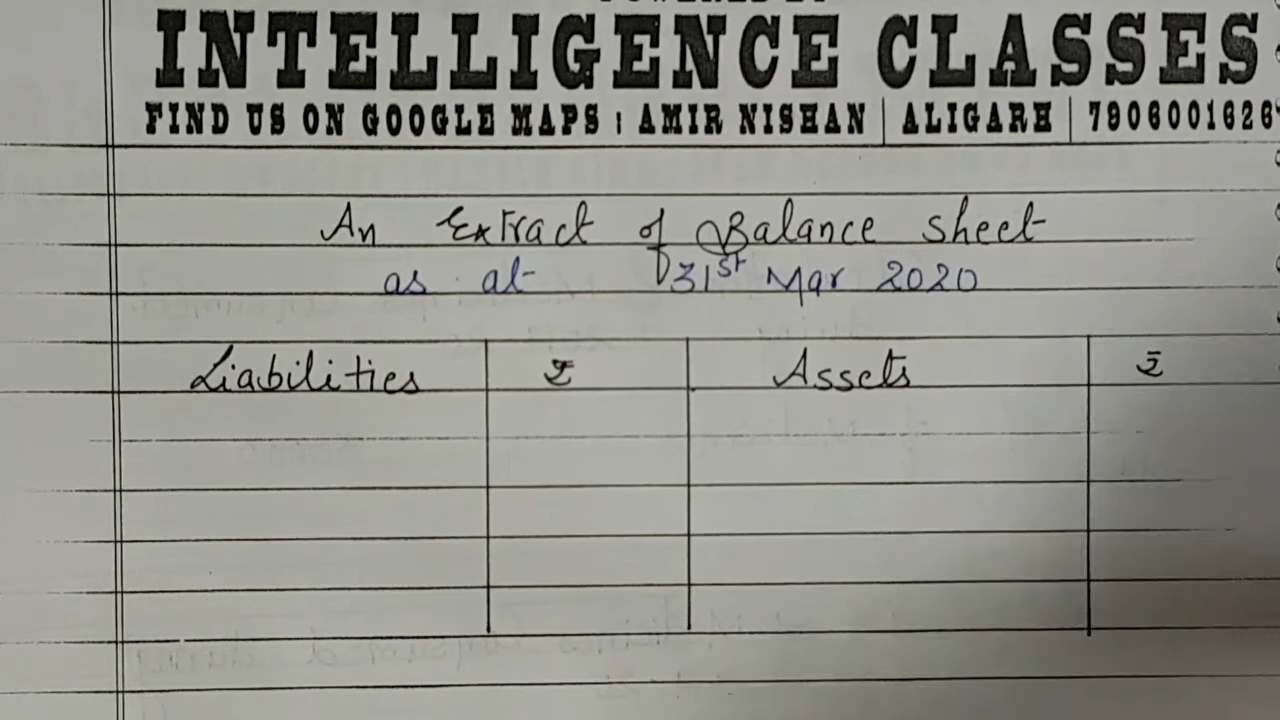 INTELLIGENCE CLASSES
FIND US ON GOOGLE MAPS : AMIR NISHAN | ALIGARH | 7906001626
An Extract of Balance Sheet
as at 31st Mar 2020
Liabilities ₹ Assets ₹